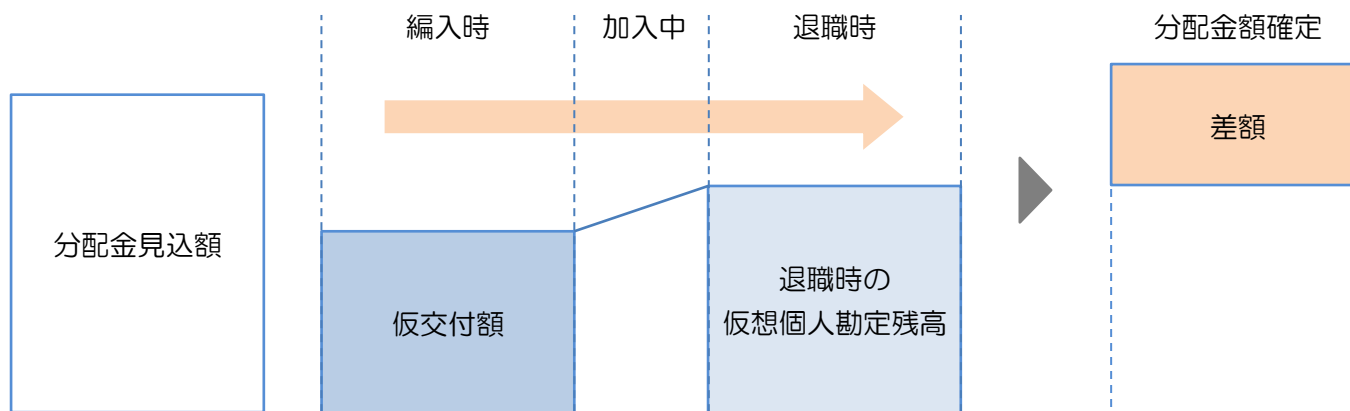 編入時
加入中
退職時
分配金額確定
差額
分配金見込額
仮交付額
退職時の
仮想個人勘定残高